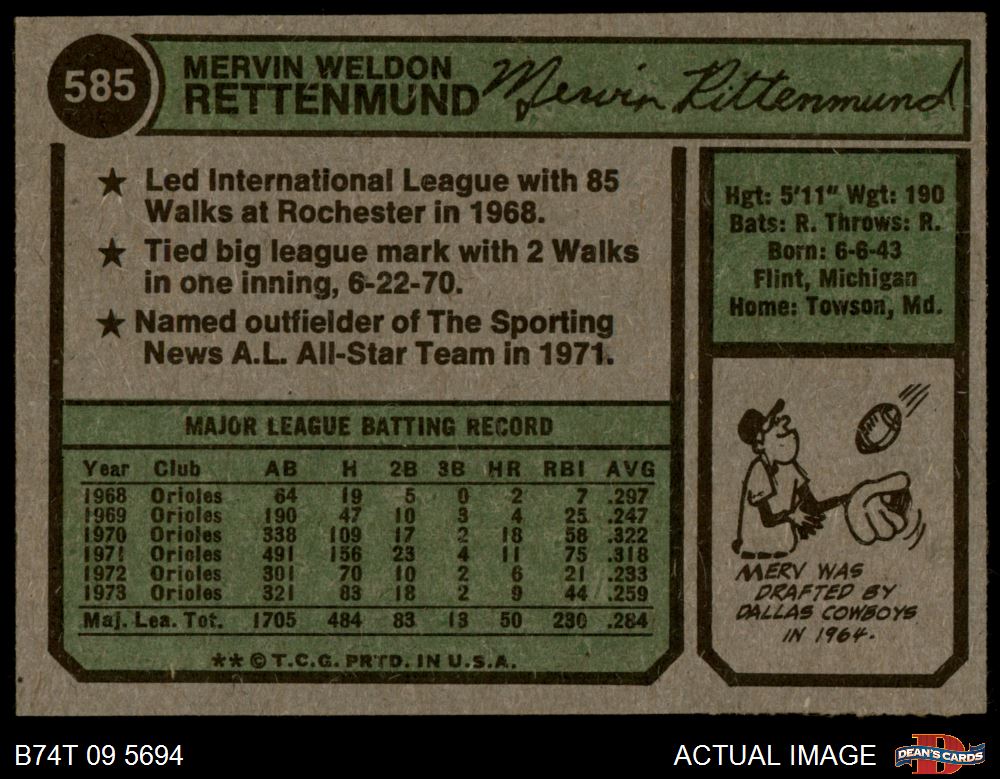 585
MERVIN WELDON
RETTENMUND
Mervin Rittenmund
★ Led International League with 85
Walks at Rochester in 1968.
★ Tied big league mark with 2 Walks
in one inning, 6-22-70.
★ Named outfielder of The Sporting
News A.L. All-Star Team in 1971.
MAJOR LEAGUE BATTING RECORD
Year Club AB H 2B 3B HR RBI AVG
1968 Orioles 64 19 5 0 2 7 .297
1969 Orioles 190 47 10 3 4 25 .247
1970 Orioles 338 109 17 2 18 58 .322
1971 Orioles 491 156 23 4 11 75 .318
1972 Orioles 301 70 10 2 6 21 .233
1973 Orioles 321 83 18 2 9 44 .259
Maj. Lea. Tot. 1705 484 83 13 50 230 .284
** © T.C.G. PRTD. IN U.S.A.
Hgt: 5'11" Wgt: 190
Bats: R. Throws: R.
Born: 6-6-43
Flint, Michigan
Home: Towson, Md.
MERV WAS
DRAFTED BY
DALLAS COWBOYS
IN 1964.
B74T 09 5694
ACTUAL IMAGE
DEAN'S CARDS